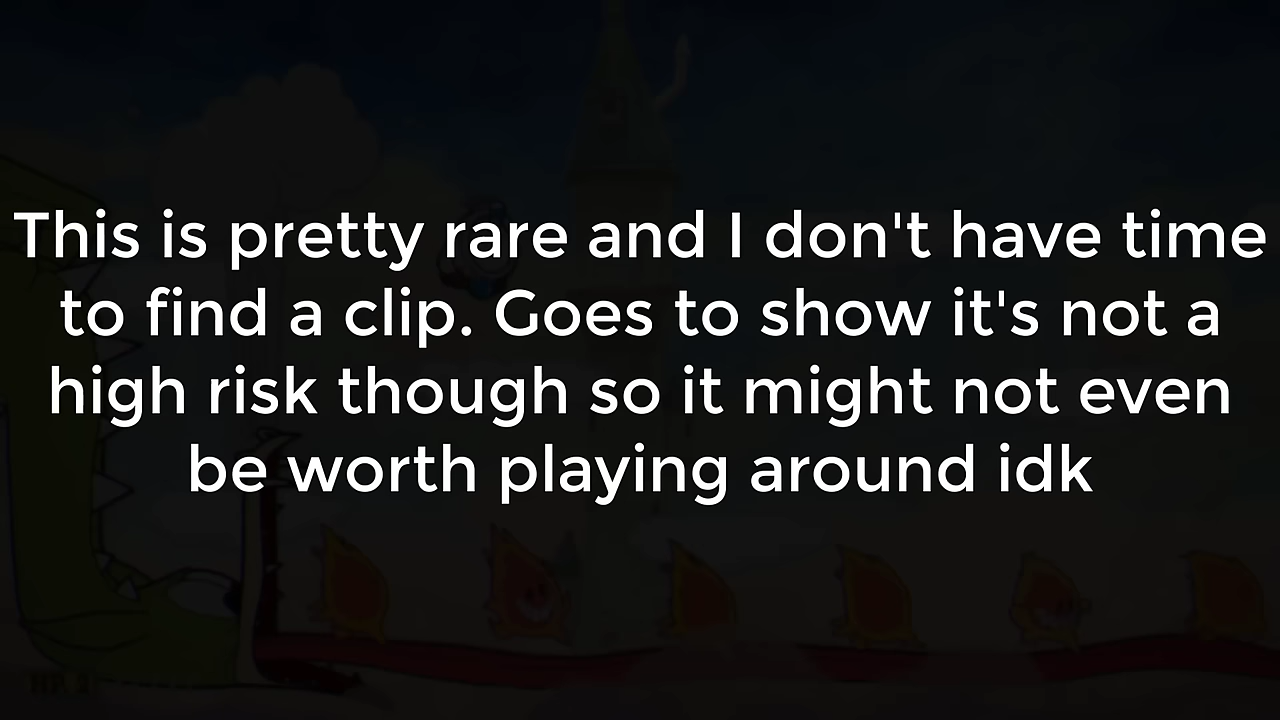 This is pretty rare and I don't have time
to find a clip. Goes to show it's not a
high risk though so it might not even
be worth playing around idk